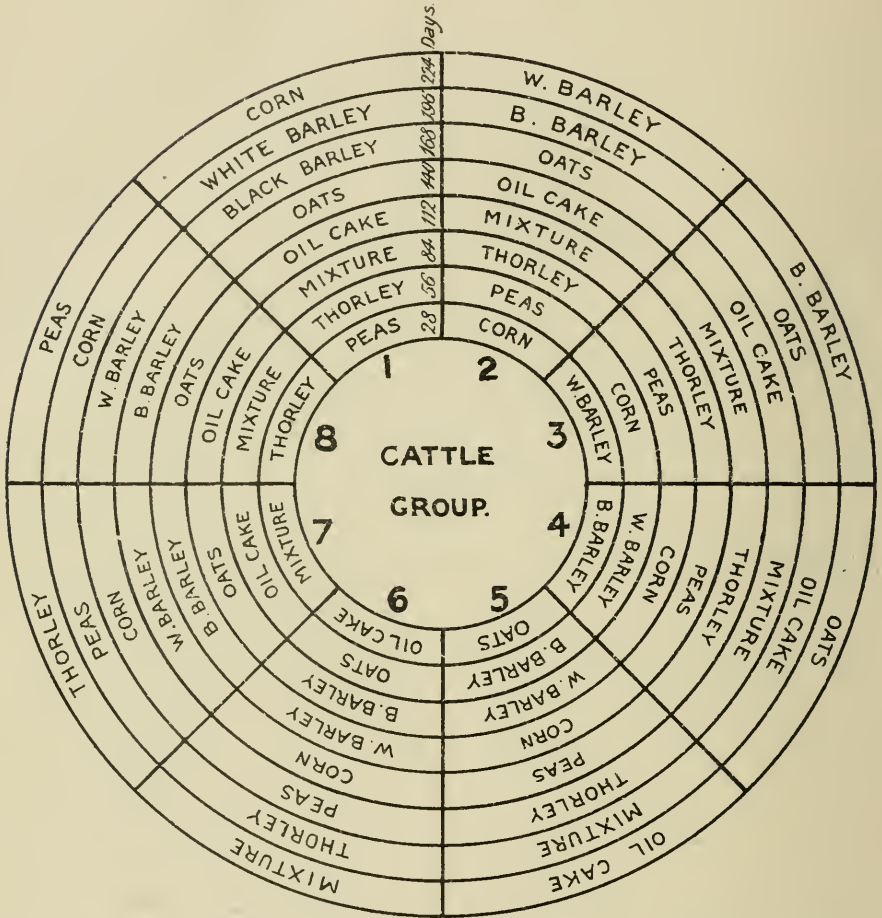 Days.
224
196
168
140
112
84
56
28
CORN
WHITE BARLEY
BLACK BARLEY
OATS
OIL CAKE
MIXTURE
THORLEY
PEAS
1
W. BARLEY
B. BARLEY
OATS
OIL CAKE
MIXTURE
THORLEY
PEAS
CORN
2
B. BARLEY
OATS
OIL CAKE
MIXTURE
THORLEY
PEAS
CORN
W.BARLEY
3
OATS
OIL CAKE
MIXTURE
THORLEY
PEAS
CORN
W. BARLEY
B. BARLEY
4
OIL CAKE
MIXTURE
THORLEY
PEAS
CORN
W. BARLEY
B. BARLEY
OATS
5
MIXTURE
THORLEY
PEAS
CORN
W. BARLEY
B. BARLEY
OATS
OIL CAKE
6
THORLEY
PEAS
CORN
W. BARLEY
B. BARLEY
OATS
OIL CAKE
MIXTURE
7
PEAS
CORN
W. BARLEY
B. BARLEY
OATS
OIL CAKE
MIXTURE
THORLEY
8
CATTLE
GROUP.